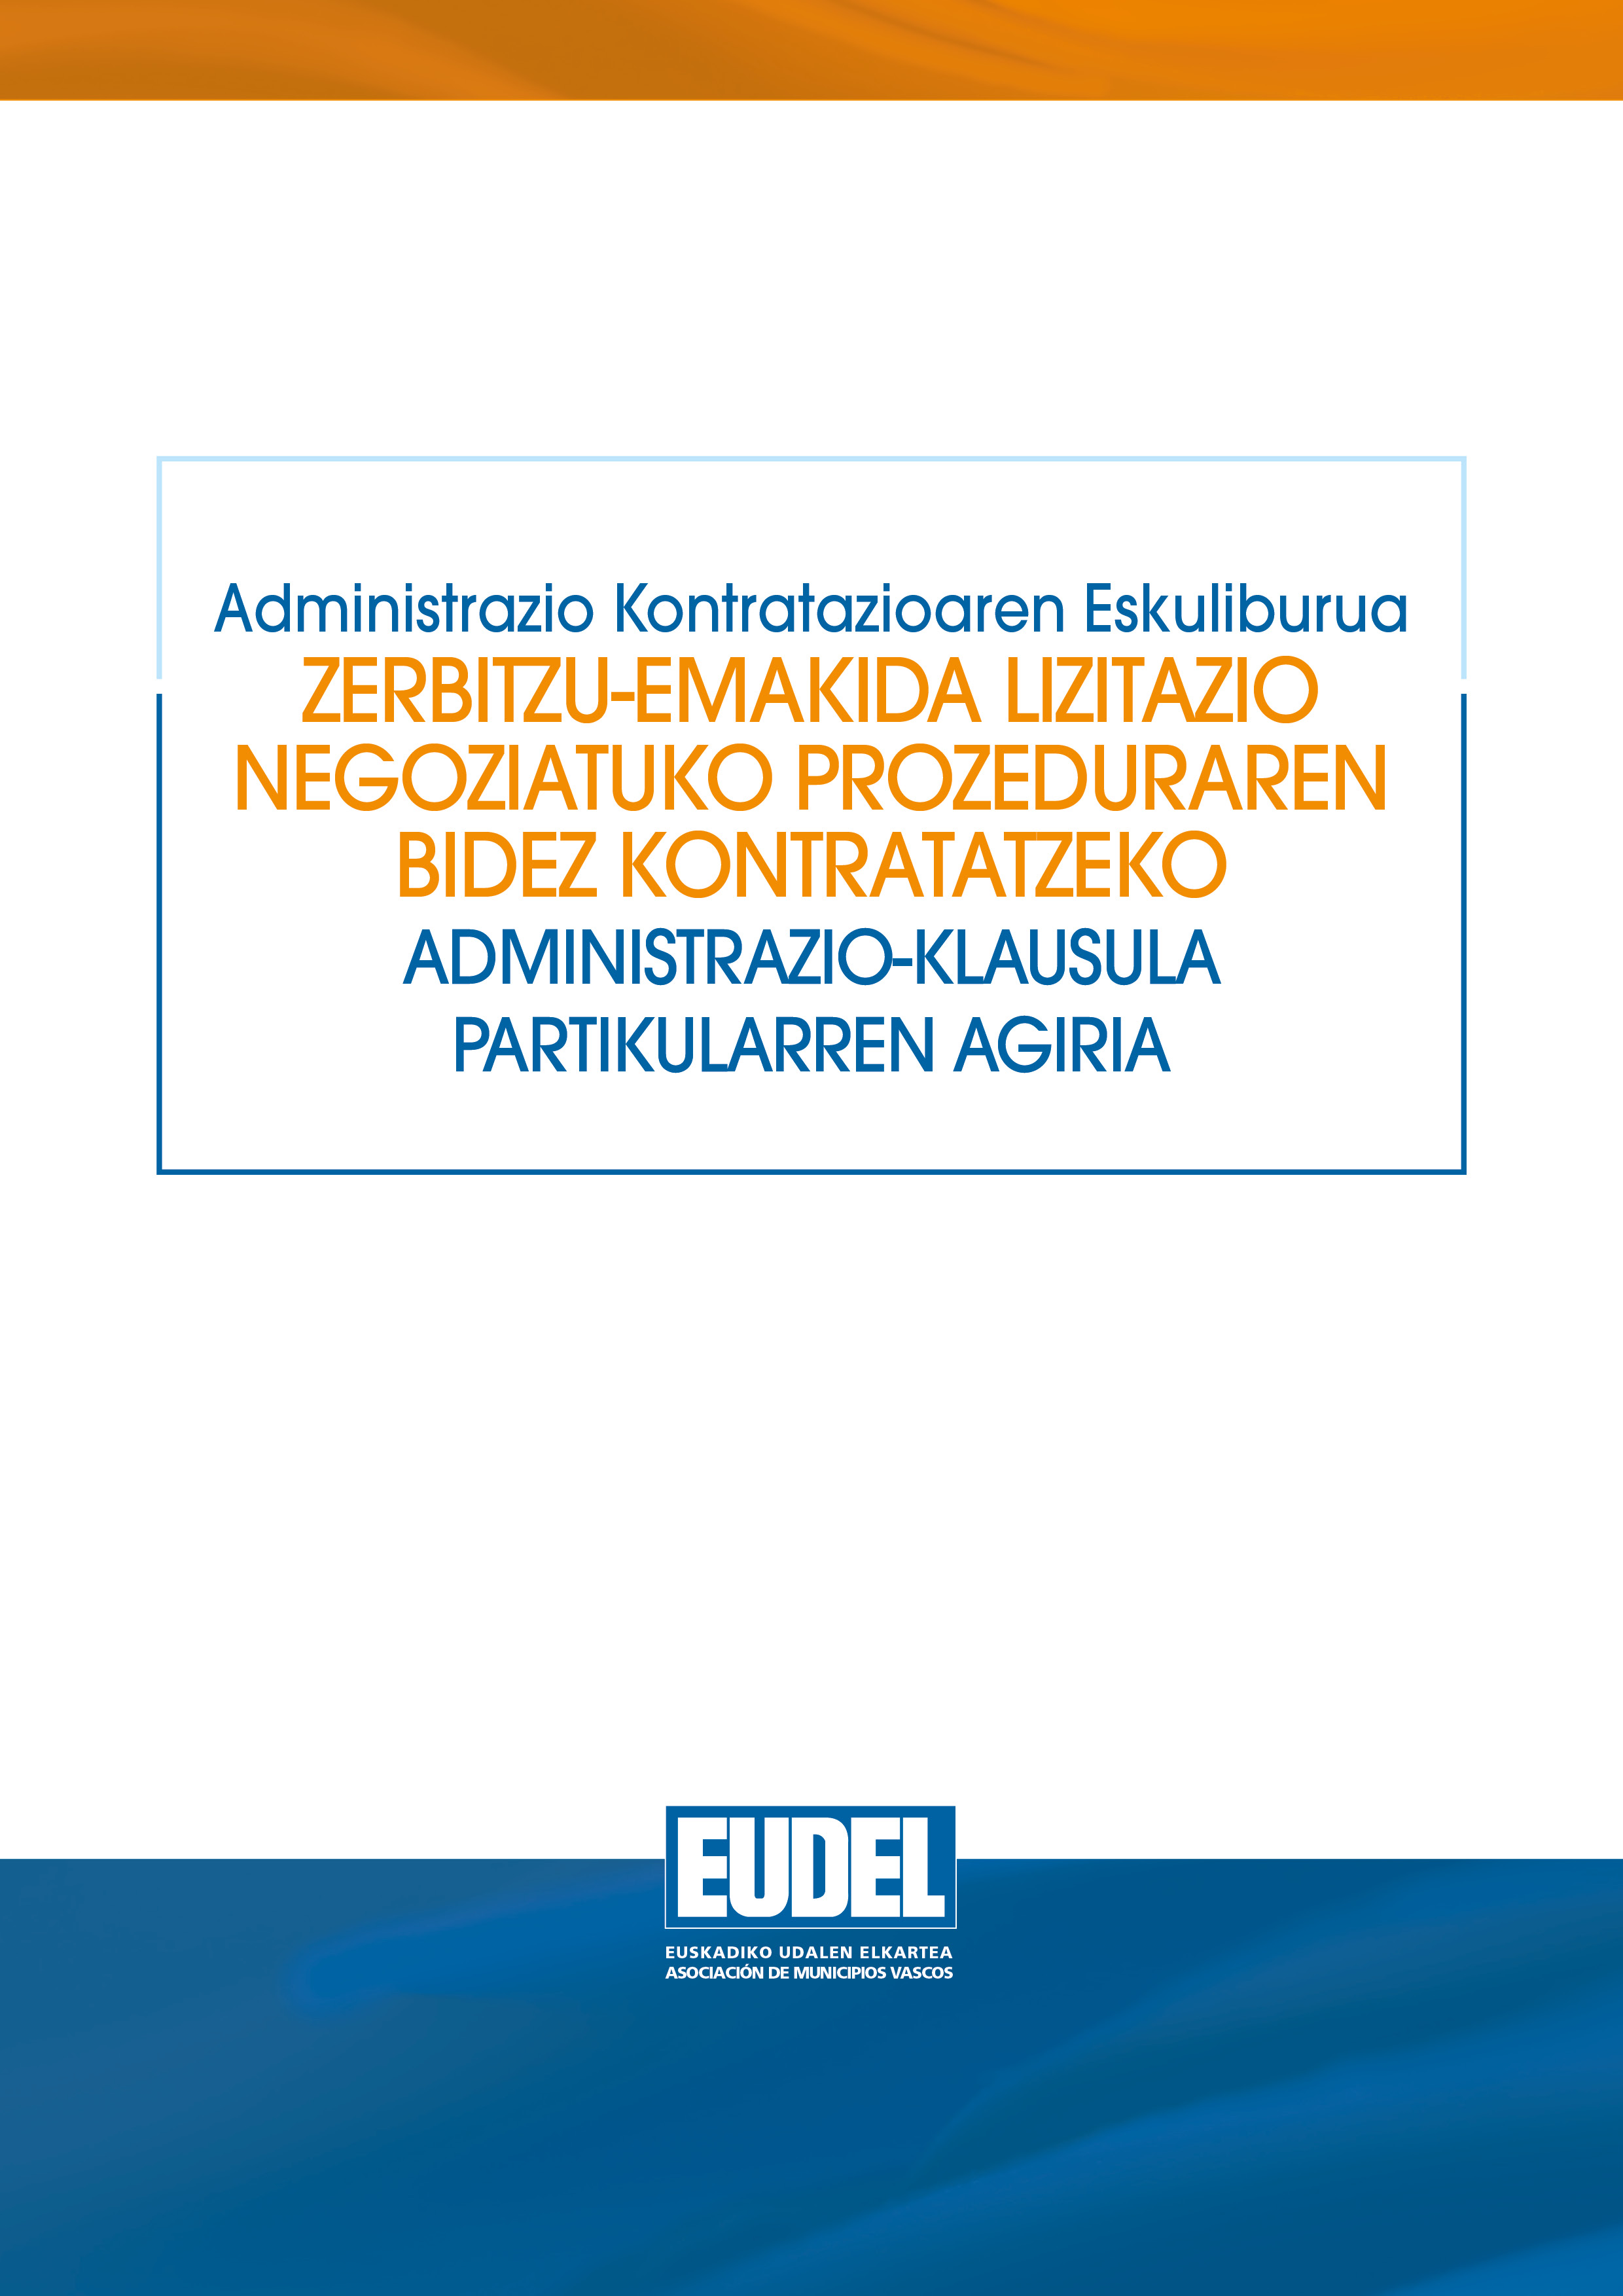 Administrazio Kontratazioaren Eskuliburua
ZERBITZU-EMAKIDA LIZITAZIO
NEGOZIATUKO PROZEDURAREN
BIDEZ KONTRATATZEKO
ADMINISTRAZIO-KLAUSULA
PARTIKULARREN AGIRIA
EUDEL
EUSKADIKO UDALEN ELKARTEA
ASOCIACIÓN DE MUNICIPIOS VASCOS